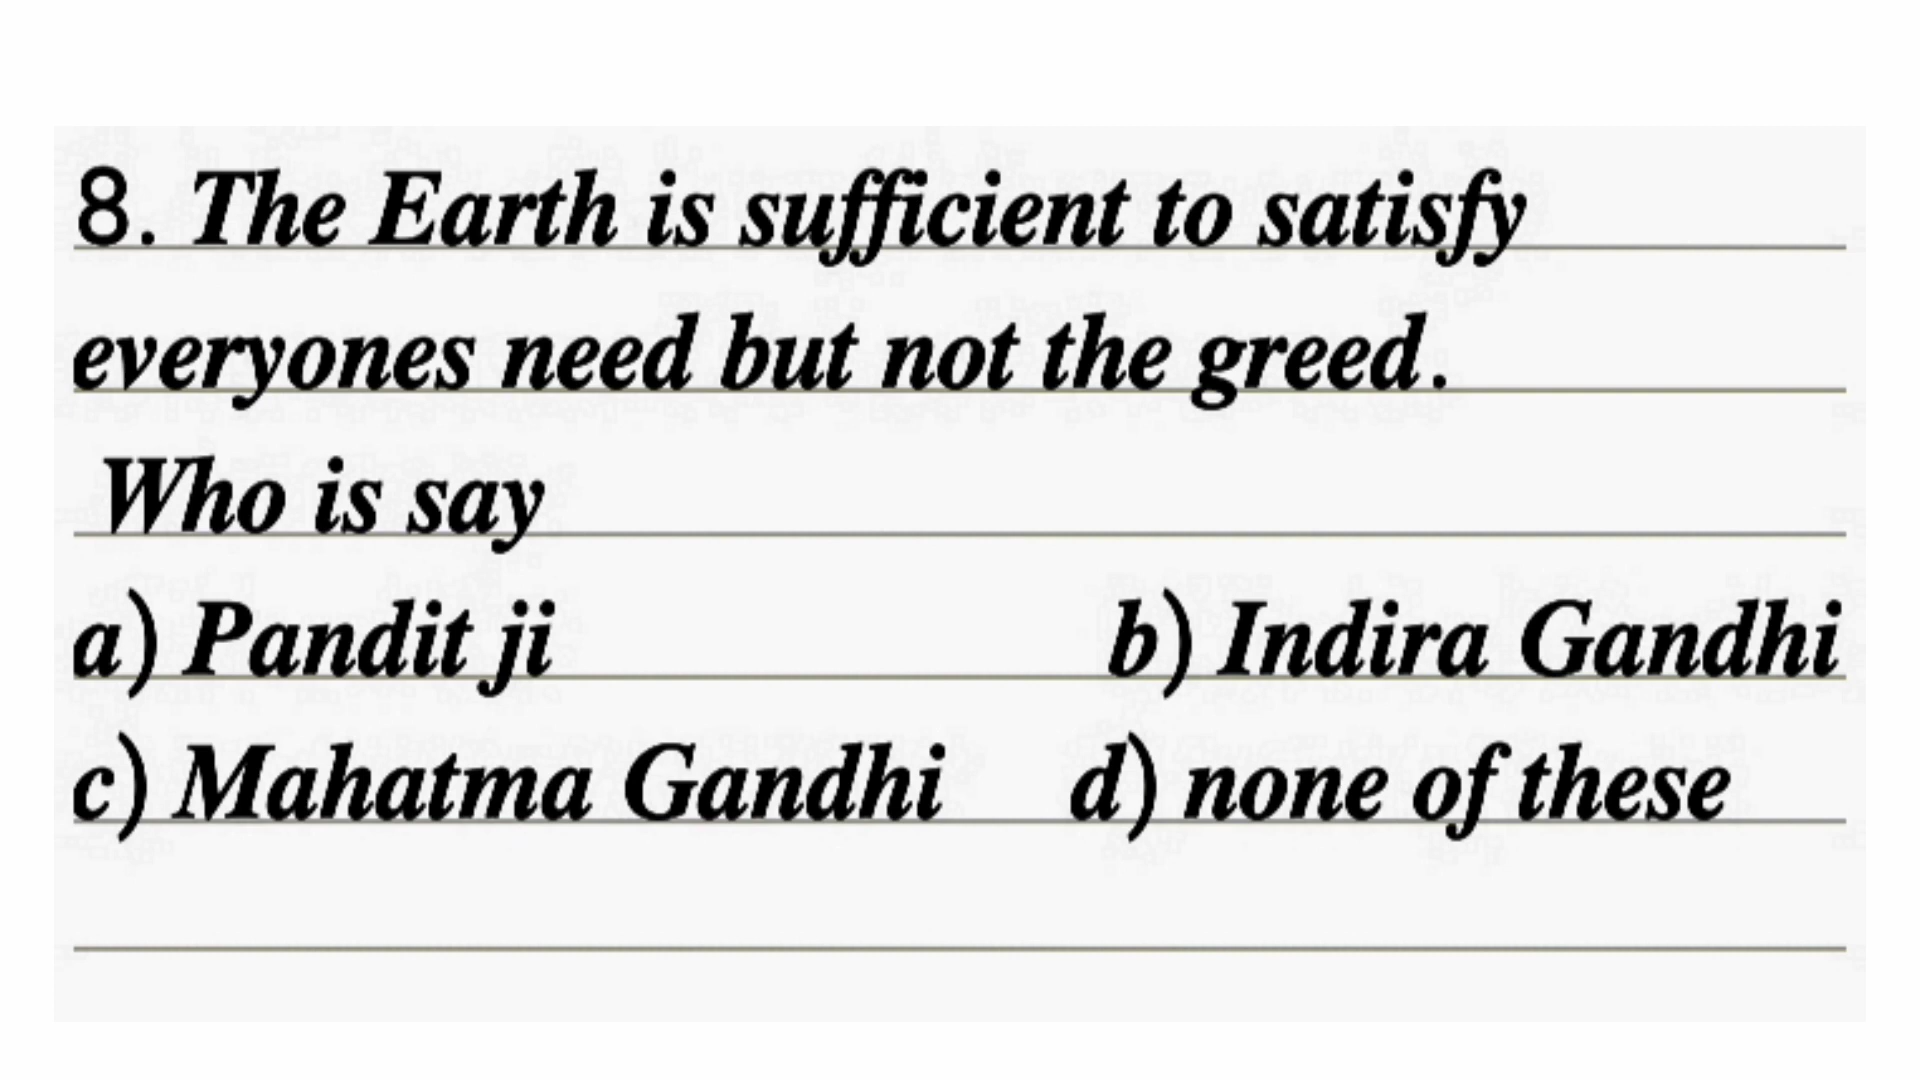 8. The Earth is sufficient to satisfy
everyones need but not the greed.
Who is say
a) Pandit ji b) Indira Gandhi
c) Mahatma Gandhi d) none of these